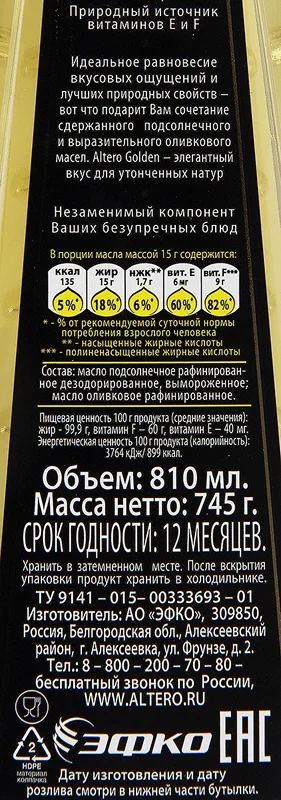 Природный источник
витаминов Е и F
Идеальное равновесие
вкусовых ощущений и
лучших природных свойств –
вот что подарит Вам сочетание
сдержанного подсолнечного
и выразительного оливкового
масел. Altero Golden – элегантный
вкус для утонченных натур
Незаменимый компонент
Ваших безупречных блюд
В порции масла массой 15 г содержится:
ккал жир нжк** вит. Е вит. F***
135 15 г 1,7 г 6 мг 9 г
5%* 18%* 6%* 60%* 82%*
* - % от рекомендуемой суточной нормы
потребления взрослого человека
** - насыщенные жирные кислоты
*** - полиненасыщенные жирные кислоты
Состав: масло подсолнечное рафинирован-
ное дезодорированное, вымороженное;
масло оливковое рафинированное.
Пищевая ценность 100 г продукта (средние значения):
жир - 99,9 г, витамин F – 60 г, витамин Е – 40 мг.
Энергетическая ценность 100 г продукта (калорийность):
3764 кДж/ 899 ккал.
Объем: 810 мл.
Масса нетто: 745 г.
СРОК ГОДНОСТИ: 12 МЕСЯЦЕВ.
Хранить в затемненном месте. После вскрытия
упаковки продукт хранить в холодильнике.
ТУ 9141 – 015– 00333693 – 01
Изготовитель: АО «ЭФКО», 309850,
Россия, Белгородская обл., Алексеевский
район, г. Алексеевка, ул. Фрунзе, д. 2.
Тел.: 8 – 800 – 200 – 70 – 80 –
бесплатный звонок по России,
WWW.ALTERO.RU
2
HDPE
материал
колпачка
ЭФКО
EAC
Дату изготовления и дату
розлива смотри в нижней части бутылки.